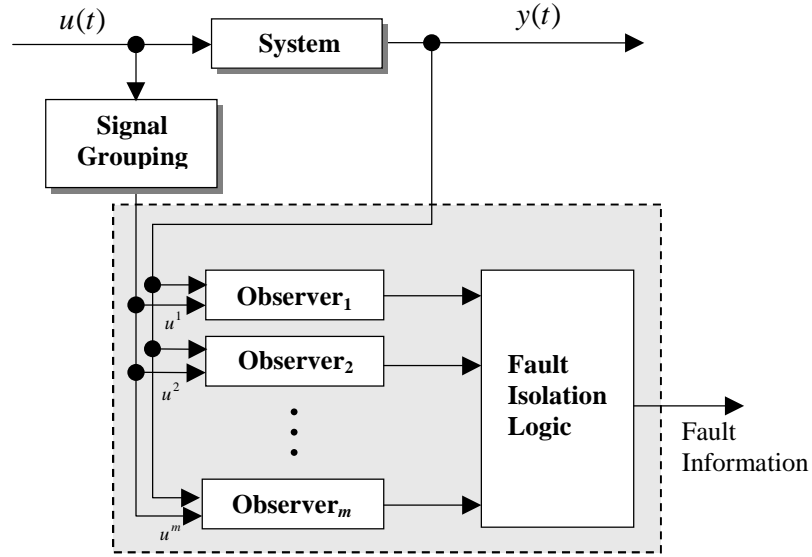 u(t)
System
y(t)
Signal
Grouping
Observer₁
u¹
Observer₂
u²
Fault
Isolation
Logic
Fault
Information
Observerₘ
uᵐ